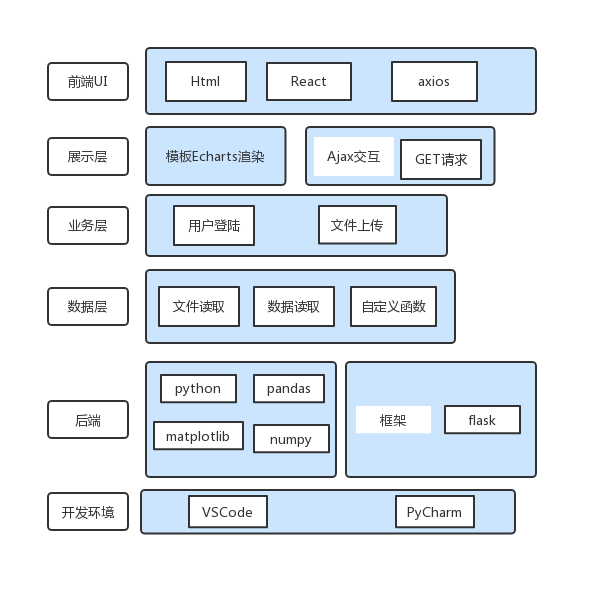 前端UI
Html
React
axios
展示层
模板Echarts渲染
Ajax交互
GET请求
业务层
用户登陆
文件上传
数据层
文件读取
数据读取
自定义函数
后端
python
pandas
matplotlib
numpy
框架
flask
开发环境
VSCode
PyCharm